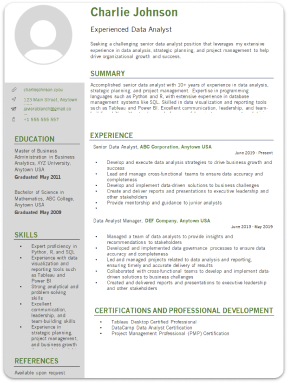 Charlie Johnson
Experienced Data Analyst
Seeking a challenging senior data analyst position that leverages my extensive
experience in data analysis, strategic planning, and project management to help
drive organizational growth and success.
SUMMARY
Accomplished senior data analyst with 10+ years of experience in data analysis,
strategic planning, and project management. Expertise in programming
languages such as Python and R, with extensive experience in database
management systems like SQL. Skilled in data visualization and reporting tools
such as Tableau and Power BI. Excellent communication, leadership, and team-
123 Main Street, Anytown
+1 555 555 5557
EDUCATION
Master of Business
Administration in Business
Analytics, XYZ University,
Anytown USA
Graduated May 2011
Bachelor of Science in
Mathematics, ABC College,
Anytown USA
Graduated May 2009
SKILLS
Expert proficiency in
Python, R, and SQL
Experience with data
visualization and
reporting tools such as
Tableau and
Power BI
Strong analytical and
problem-solving
skills
Excellent
communication,
leadership, and
team-building skills
Experience in
strategic planning,
project management,
and business growth
REFERENCES
Available upon request
EXPERIENCE
Senior Data Analyst, ABC Corporation, Anytown USA
June 2019 - Present
• Develop and execute data analysis strategies to drive business growth and
success
• Lead and manage cross-functional teams to ensure data accuracy and
completeness
• Develop and implement data-driven solutions to business challenges
• Create and deliver reports and presentations to executive leadership and
other stakeholders
• Provide mentorship and guidance to junior analysts
•
Data Analyst Manager, DEF Company, Anytown USA
June 2013 - May 2019
• Managed a team of data analysts to provide insights and
recommendations to stakeholders
• Developed and implemented data governance processes to ensure data
accuracy and completeness
• Led and managed projects related to data analysis and reporting,
ensuring timely and accurate delivery of results
• Collaborated with cross-functional teams to develop and implement data-
driven solutions to business challenges
• Created and delivered reports and presentations to executive leadership
and other stakeholders
CERTIFICATIONS AND PROFESSIONAL DEVELOPMENT
• Tableau Desktop Certified Professional
• DataCamp Data Analyst Certification
• Project Management Professional (PMP) Certification